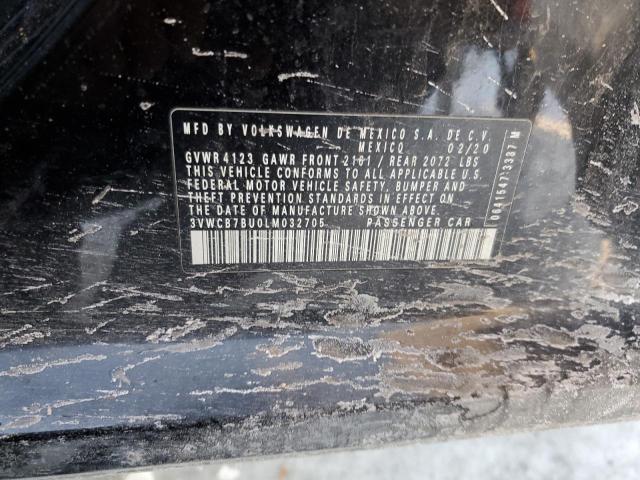 MFD BY VOLKSWAGEN DE MEXICO S.A. DE C.V.
MEXICO 02/20
GVWR 4123 GAWR FRONT 2161 / REAR 2072 LBS
THIS VEHICLE CONFORMS TO ALL APPLICABLE U.S.
FEDERAL MOTOR VEHICLE SAFETY, BUMPER AND
THEFT PREVENTION STANDARDS IN EFFECT ON THE
DATE OF MANUFACTURE SHOWN ABOVE.
3VWCB7BU0LM032705 PASSENGER CAR